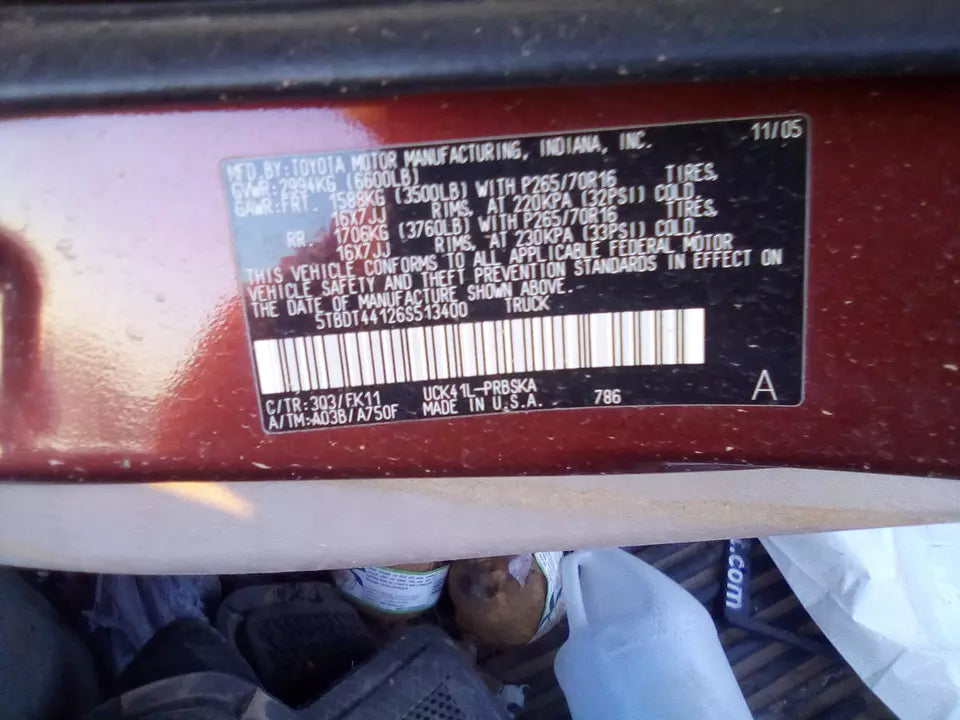 11/05
MFD.BY:TOYOTA MOTOR MANUFACTURING, INDIANA, INC.
GVWR:2994KG (6600LB)
GAWR:FRT. 1588KG (3500LB) WITH P265/70R16 TIRES,
16X7JJ RIMS, AT 220KPA (32PSI) COLD.
RR. 1706KG (3760LB) WITH P265/70R16 TIRES,
16X7JJ RIMS, AT 230KPA (33PSI) COLD.
THIS VEHICLE CONFORMS TO ALL APPLICABLE FEDERAL MOTOR
VEHICLE SAFETY AND THEFT PREVENTION STANDARDS IN EFFECT ON
THE DATE OF MANUFACTURE SHOWN ABOVE.
5TBDT44126S513400 TRUCK
C/TR:3Q3/FK11 UCK41L-PRBSKA 786
A/TM:A03B/A750F MADE IN U.S.A.
A
.com